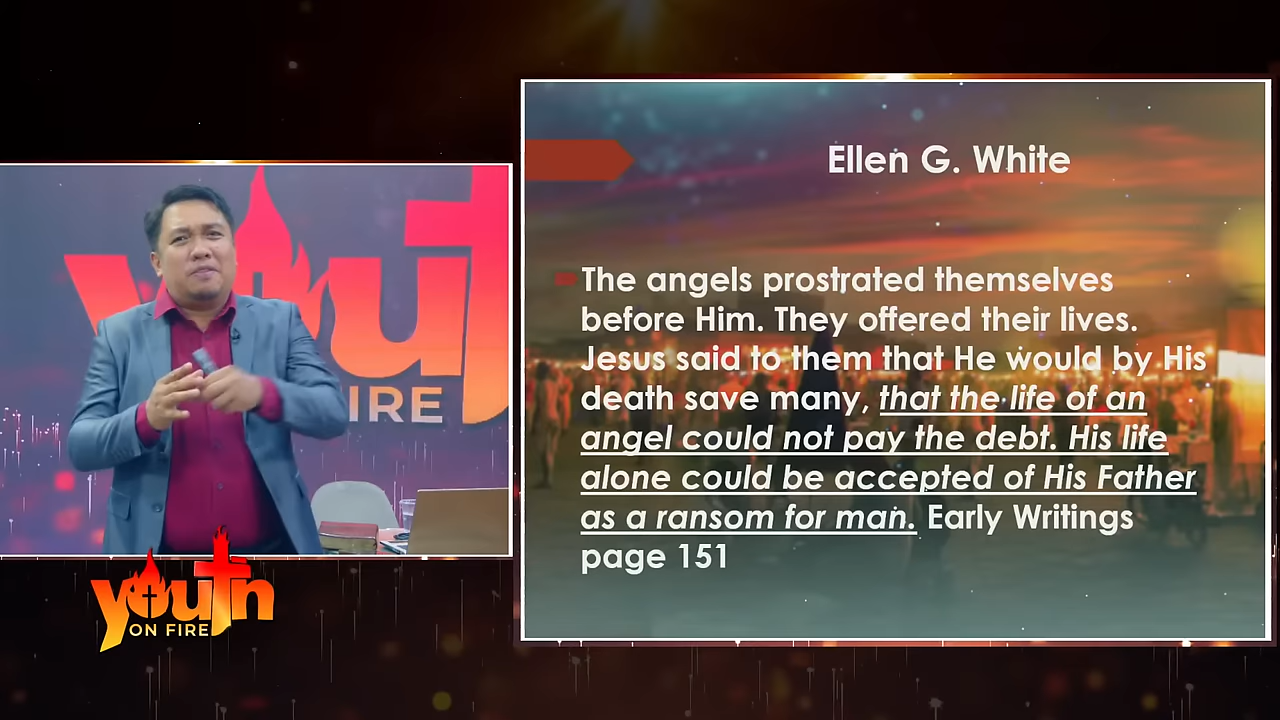 Ellen G. White
The angels prostrated themselves
before Him. They offered their lives.
Jesus said to them that He would by His
death save many, that the life of an
angel could not pay the debt. His life
alone could be accepted of His Father
as a ransom for man. Early Writings
page 151
you
IRE
youth
ON FIRE